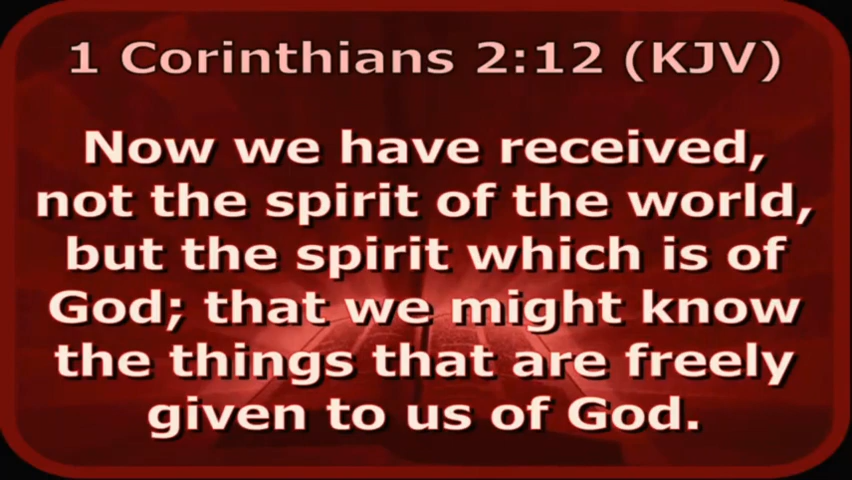 1 Corinthians 2:12 (KJV)
Now we have received,
not the spirit of the world,
but the spirit which is of
God; that we might know
the things that are freely
given to us of God.